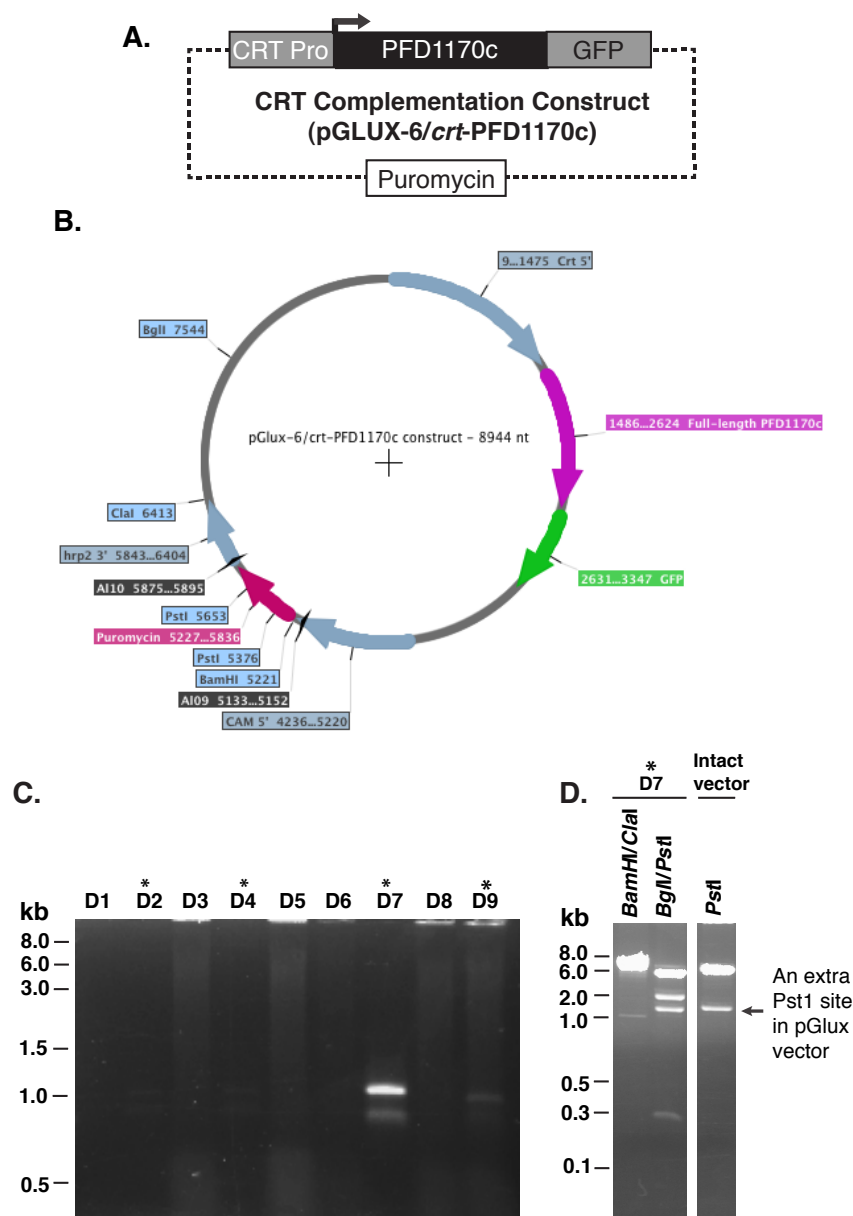 A.
CRT Pro
PFD1170c
GFP
CRT Complementation Construct
(pGLUX-6/crt-PFD1170c)
Puromycin
B.
9...1475 Crt 5'
BglI 7544
1486...2624 Full-length PFD1170c
pGlux-6/crt-PFD1170c construct - 8944 nt
ClaI 6413
hrp2 3' 5843...6404
Al10 5875...5895
PstI 5653
2631...3347 GFP
Puromycin 5227...5836
PstI 5376
BamHI 5221
Al09 5133...5152
CAM 5' 4236...5220
C.
D.
*
D7
Intact
vector
BamHI/ClaI
BglI/PstI
PstI
kb
D1
* D2
D3
* D4
D5
D6
* D7
D8
* D9
8.0
6.0
3.0
1.5
1.0
0.5
kb
8.0
6.0
2.0
1.0
0.5
0.3
0.1
An extra
Pst1 site
in pGlux
vector